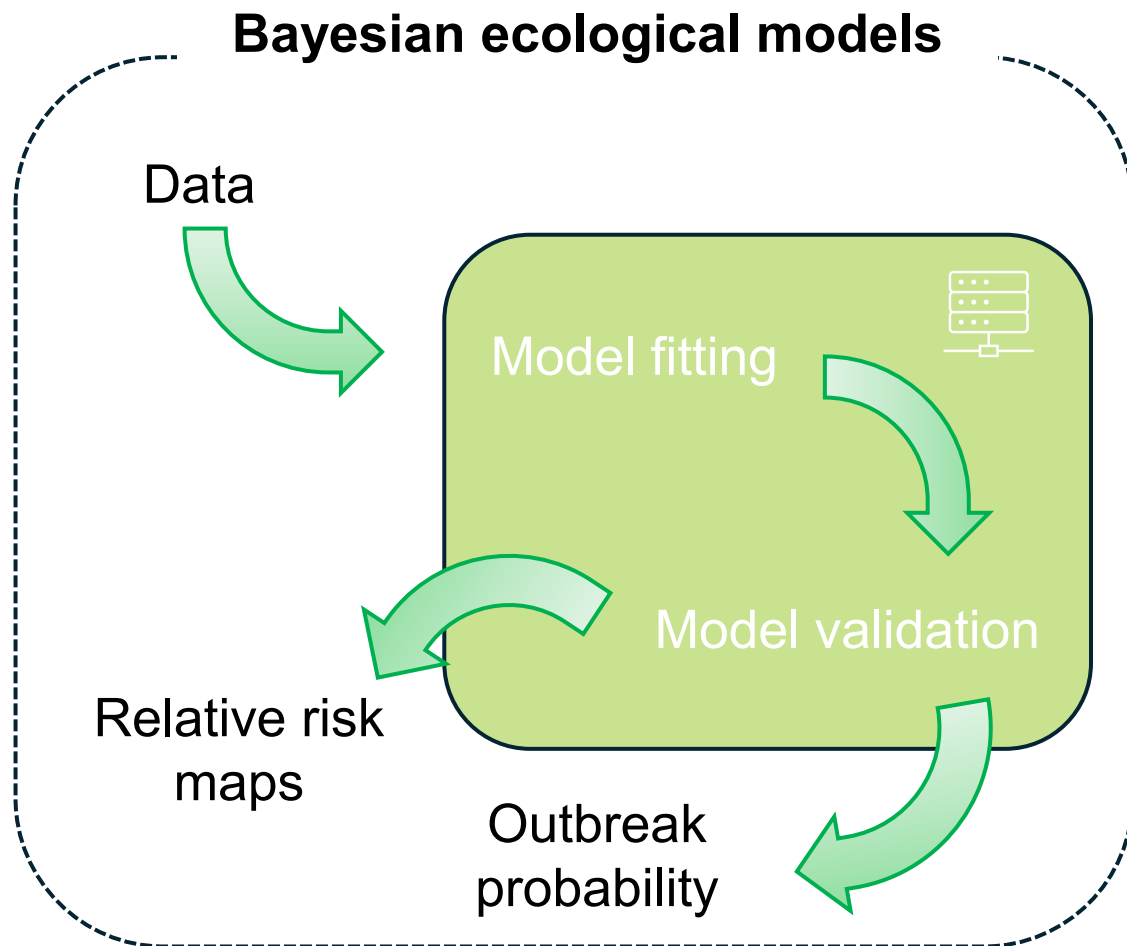 Bayesian ecological models
Data
Model fitting
Model validation
Relative risk
maps
Outbreak
probability